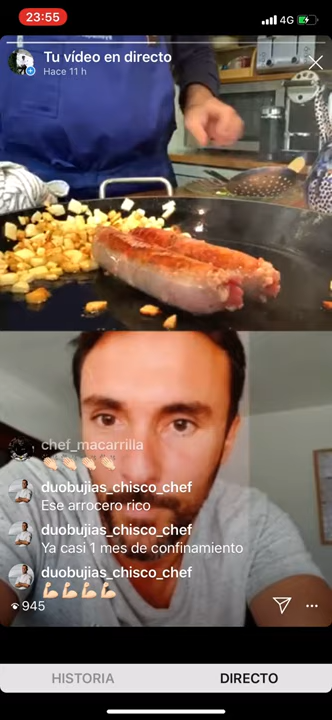 23:55
4G
Tu vídeo en directo
Hace 11 h
chef_macarrilla
👏🏻👏🏻👏🏻👏🏻
duobujias_chisco_chef
Ese arrocero rico
duobujias_chisco_chef
Ya casi 1 mes de confinamiento
duobujias_chisco_chef
💪🏻💪🏻💪🏻💪🏻
945
HISTORIA DIRECTO